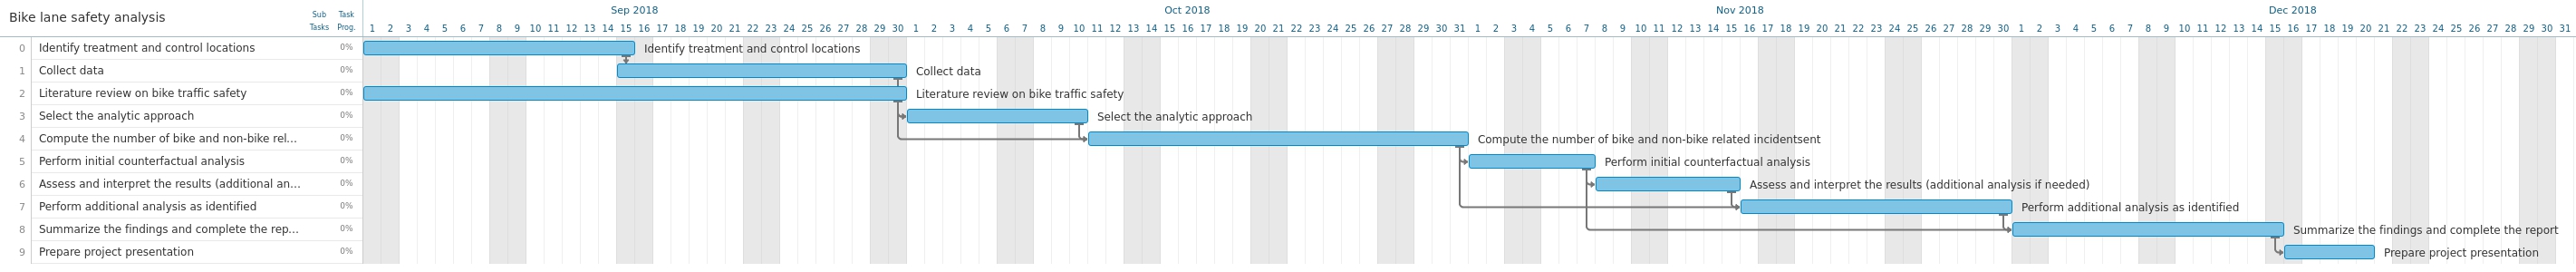 Bike lane safety analysis
Sub Tasks Task Prog.
Sep 2018 Oct 2018 Nov 2018 Dec 2018
1 2 3 4 5 6 7 8 9 10 11 12 13 14 15 16 17 18 19 20 21 22 23 24 25 26 27 28 29 30 1 2 3 4 5 6 7 8 9 10 11 12 13 14 15 16 17 18 19 20 21 22 23 24 25 26 27 28 29 30 31 1 2 3 4 5 6 7 8 9 10 11 12 13 14 15 16 17 18 19 20 21 22 23 24 25 26 27 28 29 30 1 2 3 4 5 6 7 8 9 10 11 12 13 14 15 16 17 18 19 20 21 22 23 24 25 26 27 28 29 30 31
0 Identify treatment and control locations 0% Identify treatment and control locations
1 Collect data 0% Collect data
2 Literature review on bike traffic safety 0% Literature review on bike traffic safety
3 Select the analytic approach 0% Select the analytic approach
4 Compute the number of bike and non-bike rel... 0% Compute the number of bike and non-bike related incidentsent
5 Perform initial counterfactual analysis 0% Perform initial counterfactual analysis
6 Assess and interpret the results (additional an... 0% Assess and interpret the results (additional analysis if needed)
7 Perform additional analysis as identified 0% Perform additional analysis as identified
8 Summarize the findings and complete the rep... 0% Summarize the findings and complete the report
9 Prepare project presentation 0% Prepare project presentation